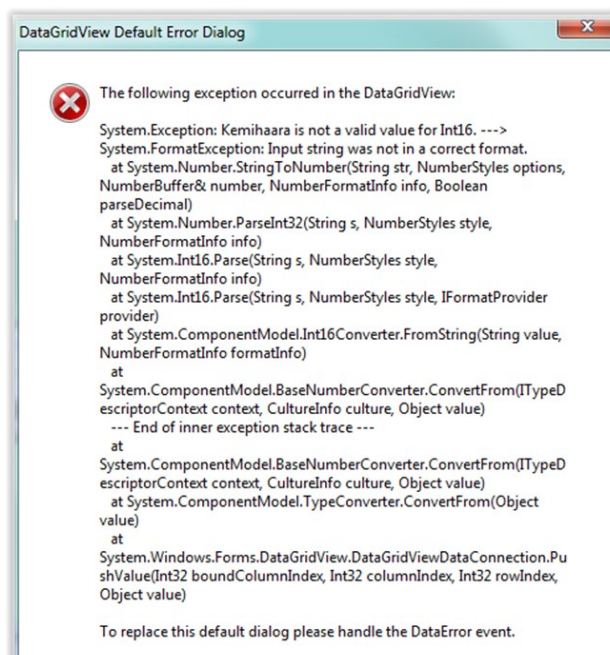 DataGridView Default Error Dialog
The following exception occurred in the DataGridView:
System.Exception: Kemihaara is not a valid value for Int16. --->
System.FormatException: Input string was not in a correct format.
at System.Number.StringToNumber(String str, NumberStyles options,
NumberBuffer& number, NumberFormatInfo info, Boolean
parseDecimal)
at System.Number.ParseInt32(String s, NumberStyles style,
NumberFormatInfo info)
at System.Int16.Parse(String s, NumberStyles style,
NumberFormatInfo info)
at System.Int16.Parse(String s, NumberStyles style, IFormatProvider
provider)
at System.ComponentModel.Int16Converter.FromString(String value,
NumberFormatInfo formatInfo)
at
System.ComponentModel.BaseNumberConverter.ConvertFrom(ITypeD
escriptorContext context, CultureInfo culture, Object value)
--- End of inner exception stack trace ---
at
System.ComponentModel.BaseNumberConverter.ConvertFrom(ITypeD
escriptorContext context, CultureInfo culture, Object value)
at System.ComponentModel.TypeConverter.ConvertFrom(Object
value)
at
System.Windows.Forms.DataGridView.DataGridViewDataConnection.Pu
shValue(Int32 boundColumnIndex, Int32 columnIndex, Int32 rowIndex,
Object value)
To replace this default dialog please handle the DataError event.